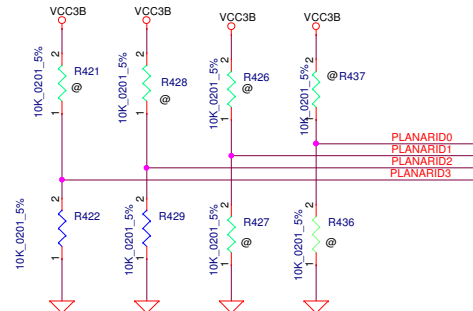 VCC3B VCC3B VCC3B VCC3B
2 2 2 2
R421 R428 R426 @R437
@ @ @
10K_0201_5% 10K_0201_5% 10K_0201_5% 10K_0201_5%
1 1 1 1
PLANARID0
PLANARID1
PLANARID2
PLANARID3
2 2 2 2
R422 R429 R427 R436
@ @
10K_0201_5% 10K_0201_5% 10K_0201_5% 10K_0201_5%
1 1 1 1